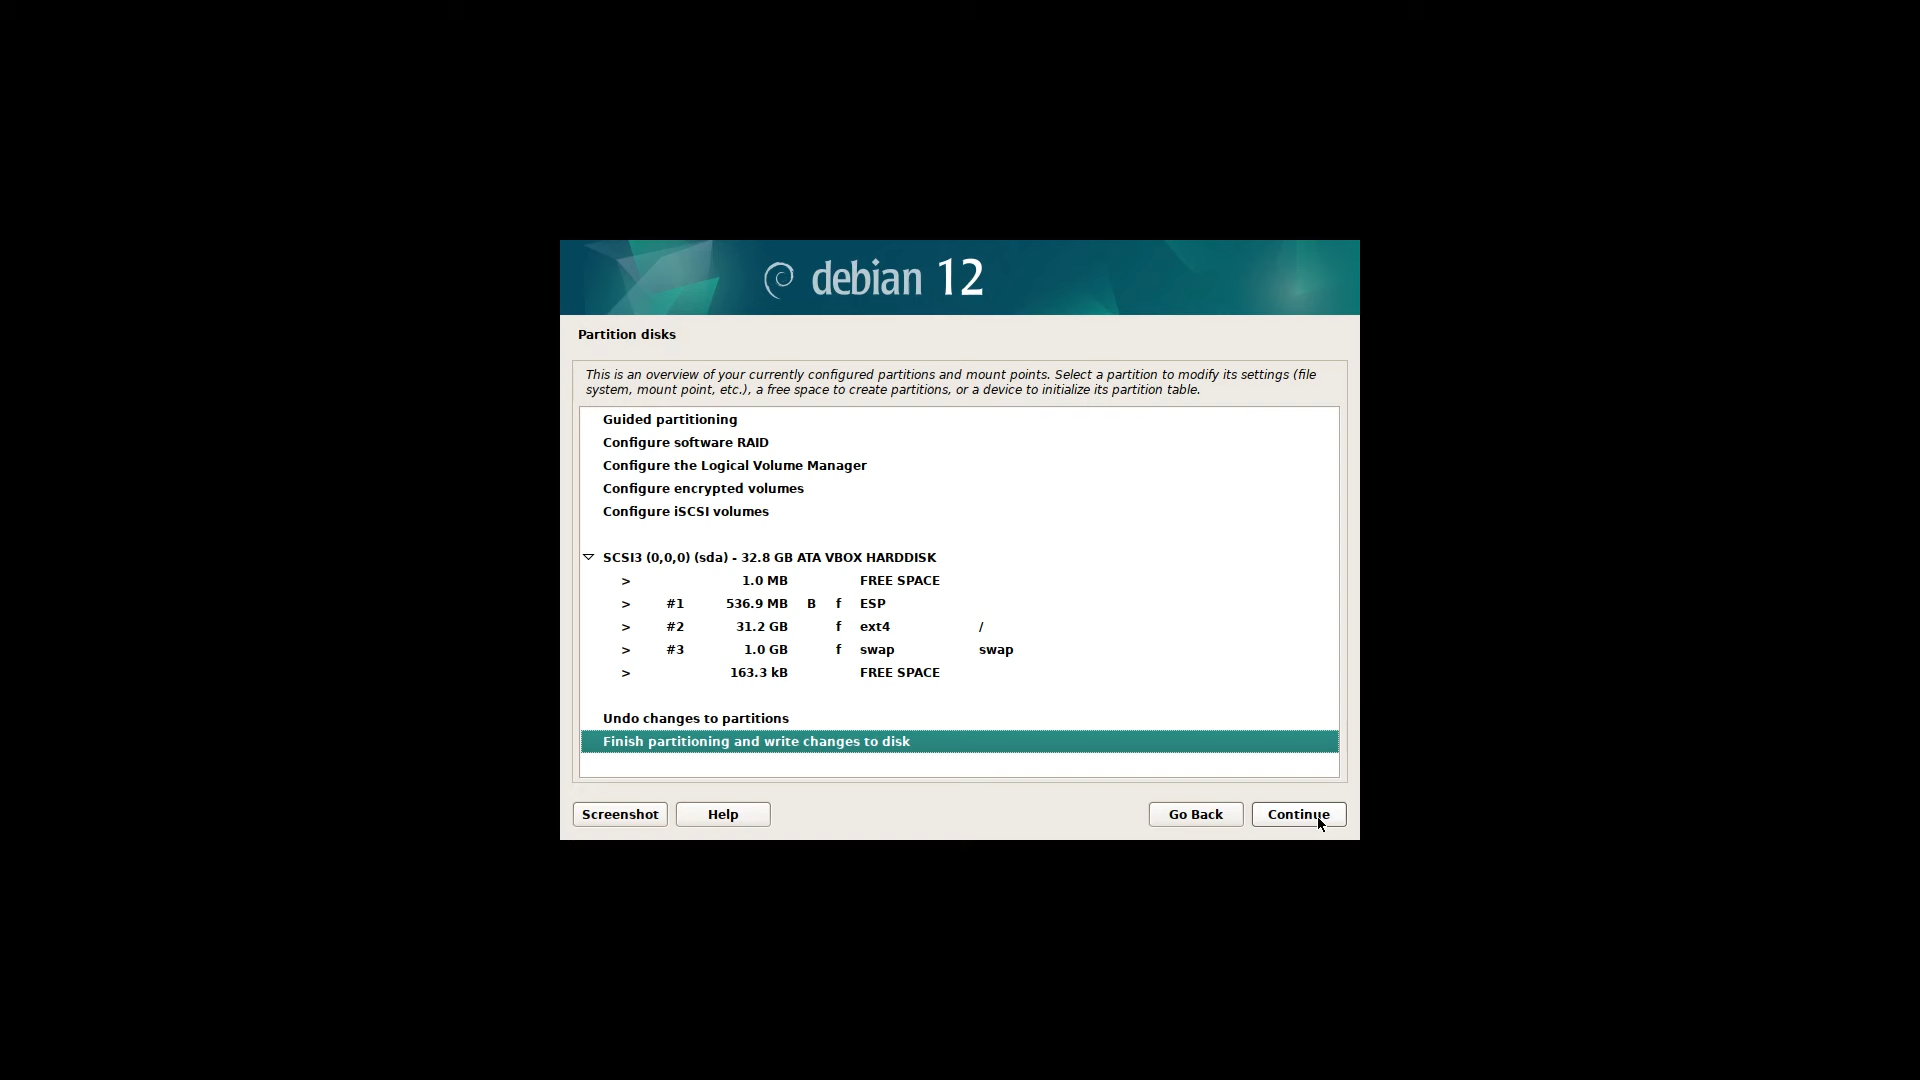 debian 12
Partition disks
This is an overview of your currently configured partitions and mount points. Select a partition to modify its settings (file
system, mount point, etc.), a free space to create partitions, or a device to initialize its partition table.
Guided partitioning
Configure software RAID
Configure the Logical Volume Manager
Configure encrypted volumes
Configure iSCSI volumes
SCSI3 (0,0,0) (sda) - 32.8 GB ATA VBOX HARDDISK
> 1.0 MB FREE SPACE
> #1 536.9 MB B f ESP
> #2 31.2 GB f ext4 /
> #3 1.0 GB f swap swap
> 163.3 kB FREE SPACE
Undo changes to partitions
Finish partitioning and write changes to disk
Screenshot Help Go Back Continue